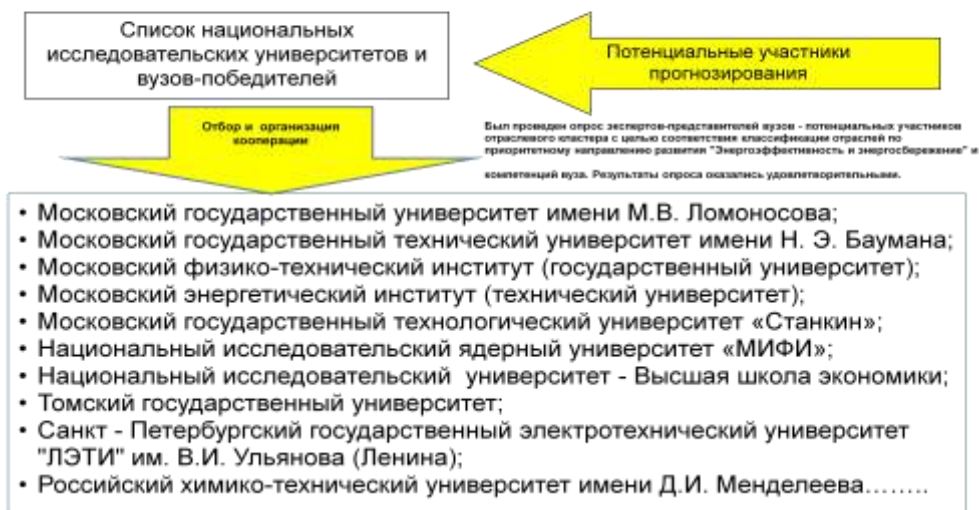 Список национальных
исследовательских университетов и
вузов-победителей
Потенциальные участники
прогнозирования
Отбор и организация
кооперации
Был проведен опрос экспертов-представителей вузов - потенциальных участников
отраслевого кластера с целью соответствия классификации отраслей по
приоритетному направлению развития "Энергоэффективность и энергосбережение" и
компетенций вуза. Результаты опроса оказались удовлетворительными.
• Московский государственный университет имени М.В. Ломоносова;
• Московский государственный технический университет имени Н. Э. Баумана;
• Московский физико-технический институт (государственный университет);
• Московский энергетический институт (технический университет);
• Московский государственный технологический университет «Станкин»;
• Национальный исследовательский ядерный университет «МИФИ»;
• Национальный исследовательский университет - Высшая школа экономики;
• Томский государственный университет;
• Санкт - Петербургский государственный электротехнический университет
"ЛЭТИ" им. В.И. Ульянова (Ленина);
• Российский химико-технический университет имени Д.И. Менделеева……..